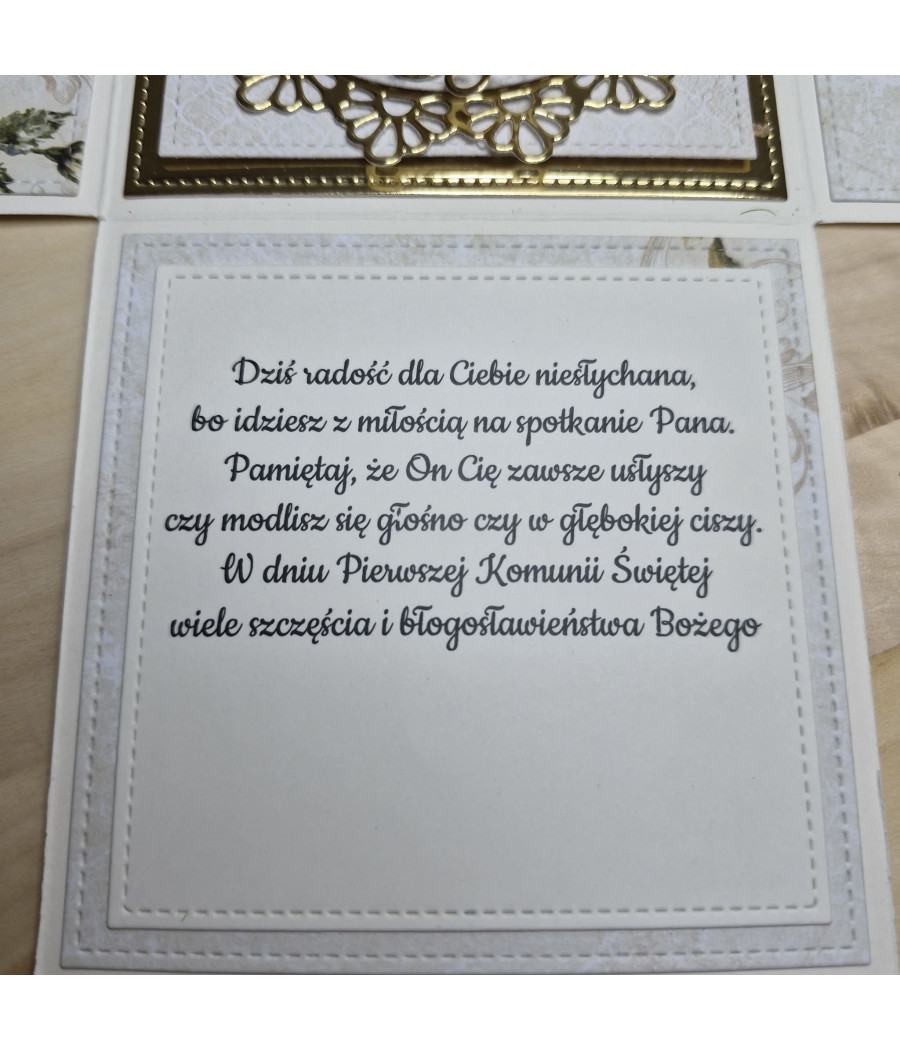 Dziś radość dla Ciebie niesłychana,
bo idziesz z miłością na spotkanie Pana.
Pamiętaj, że On Cię zawsze usłyszy
czy modlisz się głośno czy w głębokiej ciszy.
W dniu Pierwszej Komunii Świętej
wiele szczęścia i błogosławieństwa Bożego